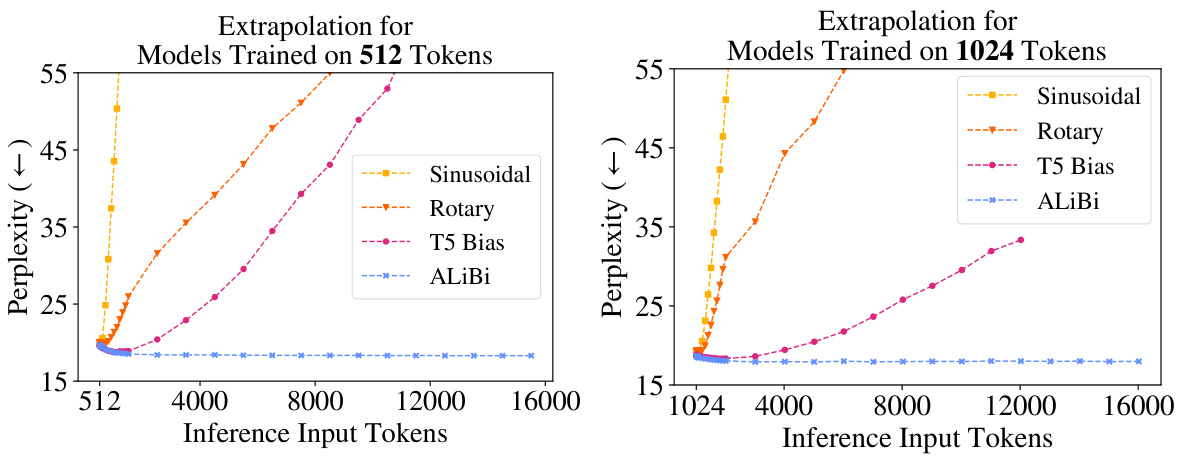 Extrapolation for
Models Trained on 512 Tokens
55
45
35
25
15
Perplexity (←)
Sinusoidal
Rotary
T5 Bias
ALiBi
512 4000 8000 12000 16000
Inference Input Tokens
Extrapolation for
Models Trained on 1024 Tokens
55
45
35
25
15
Perplexity (←)
Sinusoidal
Rotary
T5 Bias
ALiBi
1024 4000 8000 12000 16000
Inference Input Tokens